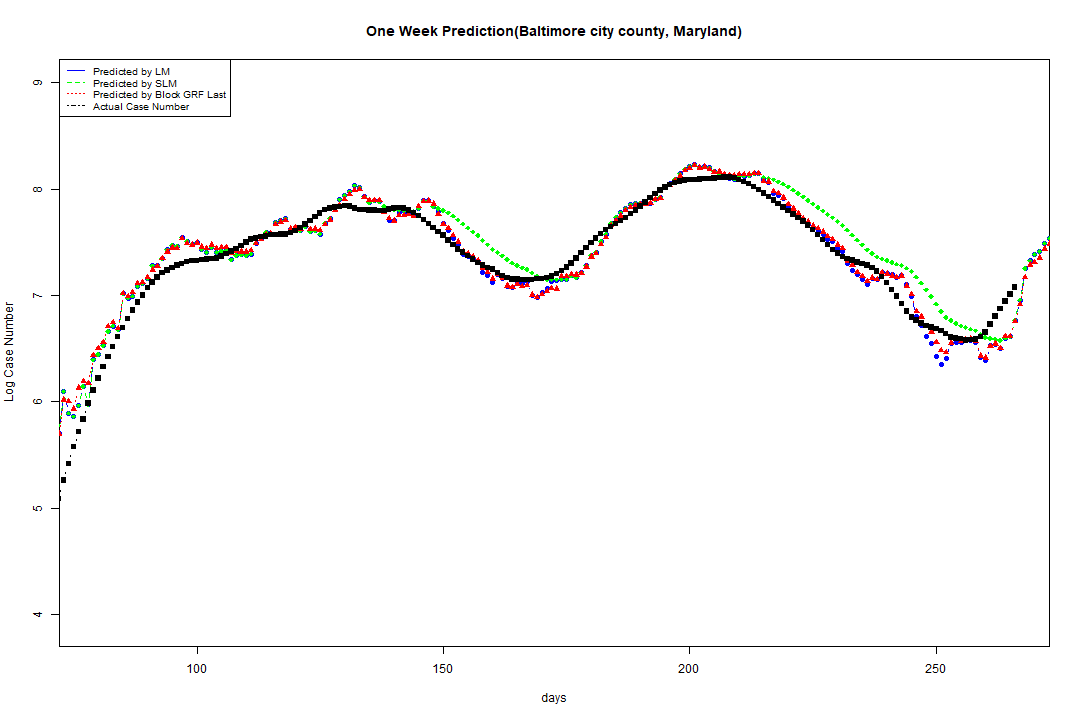 One Week Prediction(Baltimore city county, Maryland)
Predicted by LM
Predicted by SLM
Predicted by Block GRF Last
Actual Case Number
9
8
7
6
5
4
Log Case Number
100 150 200 250
days